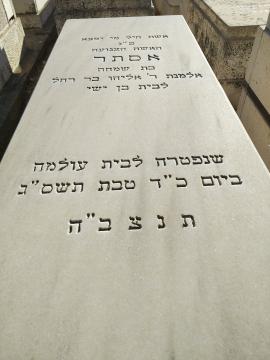 אשת חיל מי ימצא
פ"נ
האשה הצנועה
אסתר
בת שמחה
אלמנת ר' אליהו בר רחל
לבית בן ישי
שנפטרה לבית עולמה
ביום כ"ד טבת תשס"ג
ת נ צ ב"ה